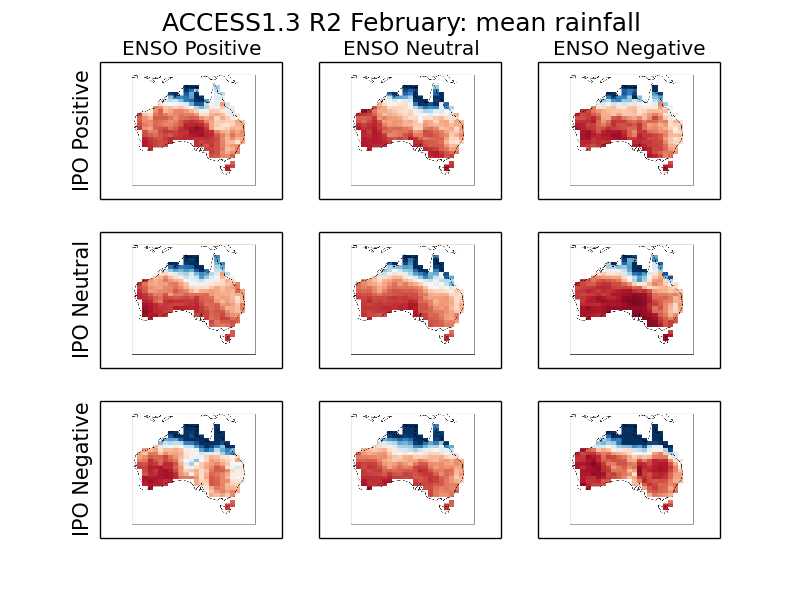 ACCESS1.3 R2 February: mean rainfall
ENSO Positive ENSO Neutral ENSO Negative
IPO Positive
IPO Neutral
IPO Negative